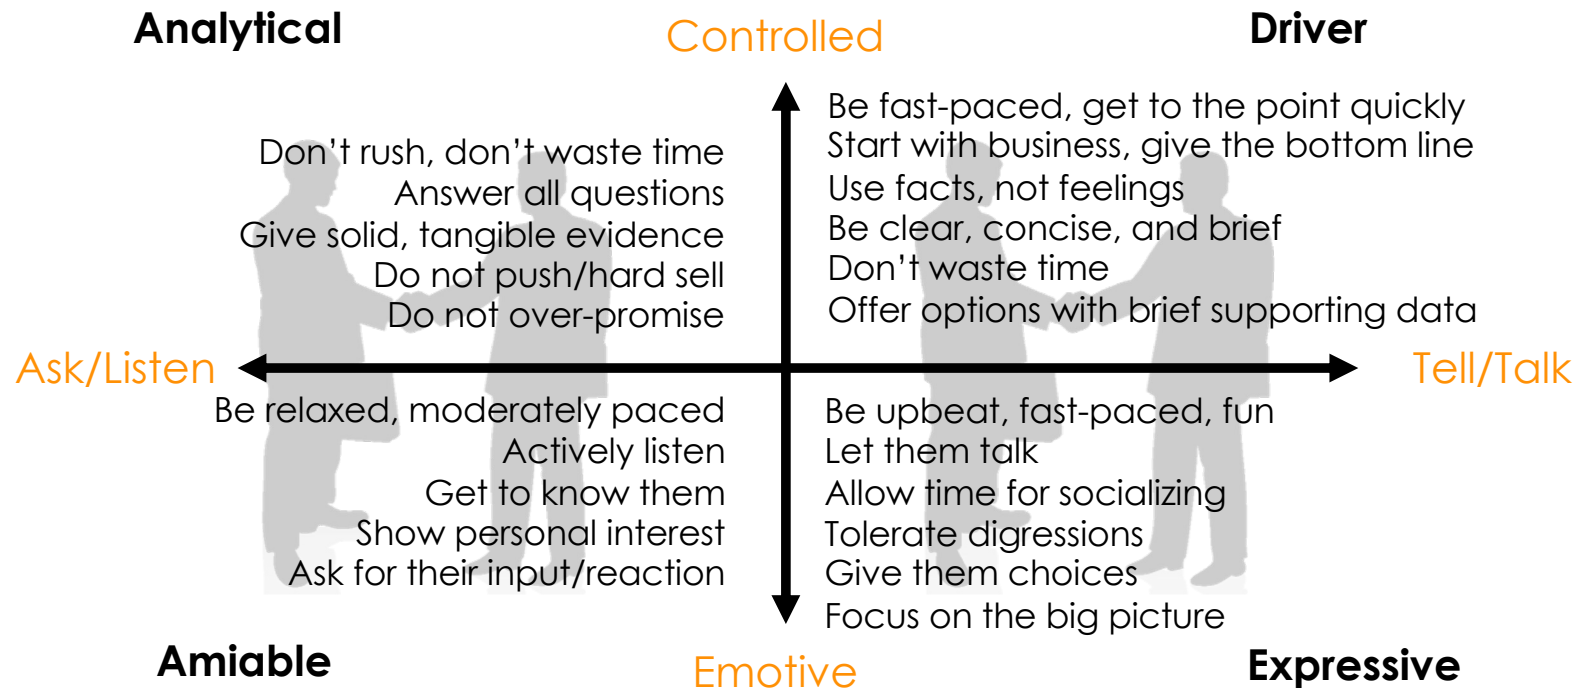 Analytical
Controlled
Driver
Don’t rush, don’t waste time
Answer all questions
Give solid, tangible evidence
Do not push/hard sell
Do not over-promise
Be fast-paced, get to the point quickly
Start with business, give the bottom line
Use facts, not feelings
Be clear, concise, and brief
Don’t waste time
Offer options with brief supporting data
Ask/Listen
Tell/Talk
Be relaxed, moderately paced
Actively listen
Get to know them
Show personal interest
Ask for their input/reaction
Be upbeat, fast-paced, fun
Let them talk
Allow time for socializing
Tolerate digressions
Give them choices
Focus on the big picture
Amiable
Emotive
Expressive